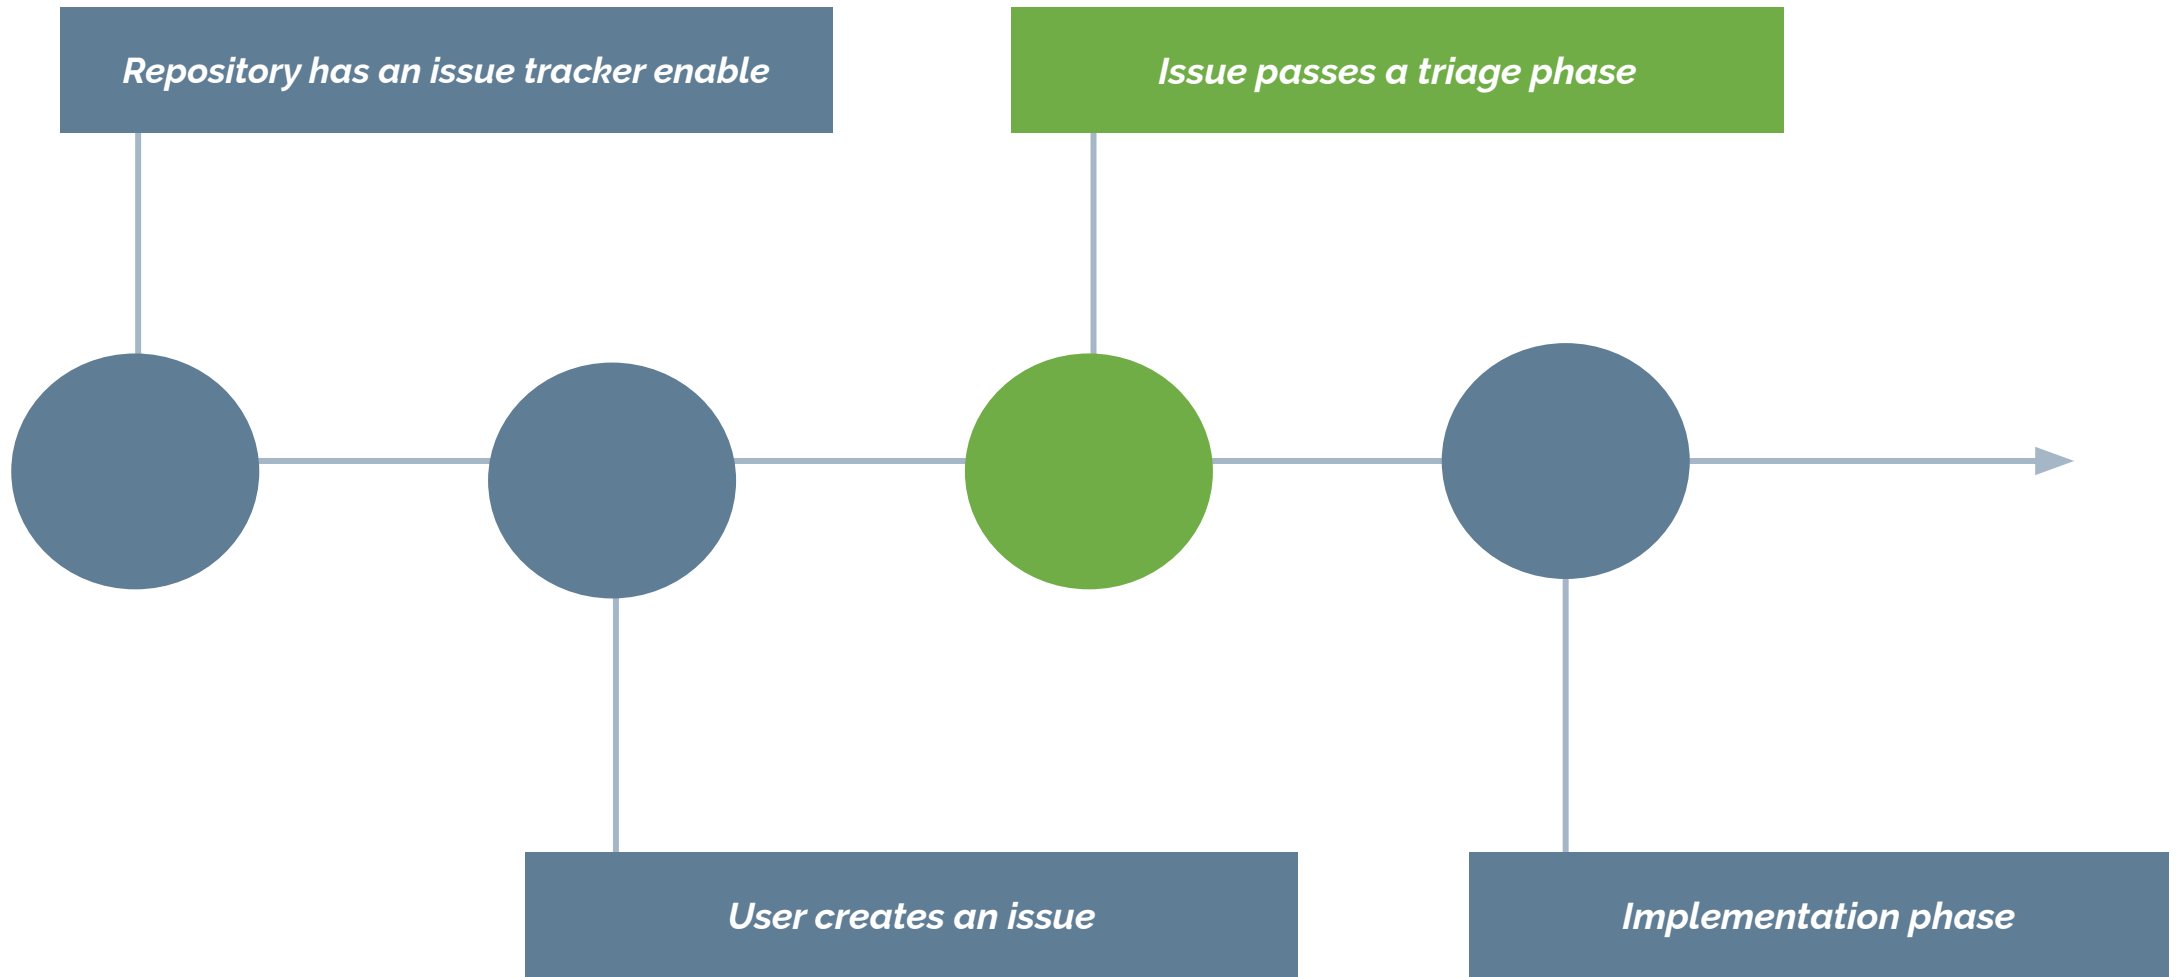 Repository has an issue tracker enable
Issue passes a triage phase
User creates an issue
Implementation phase